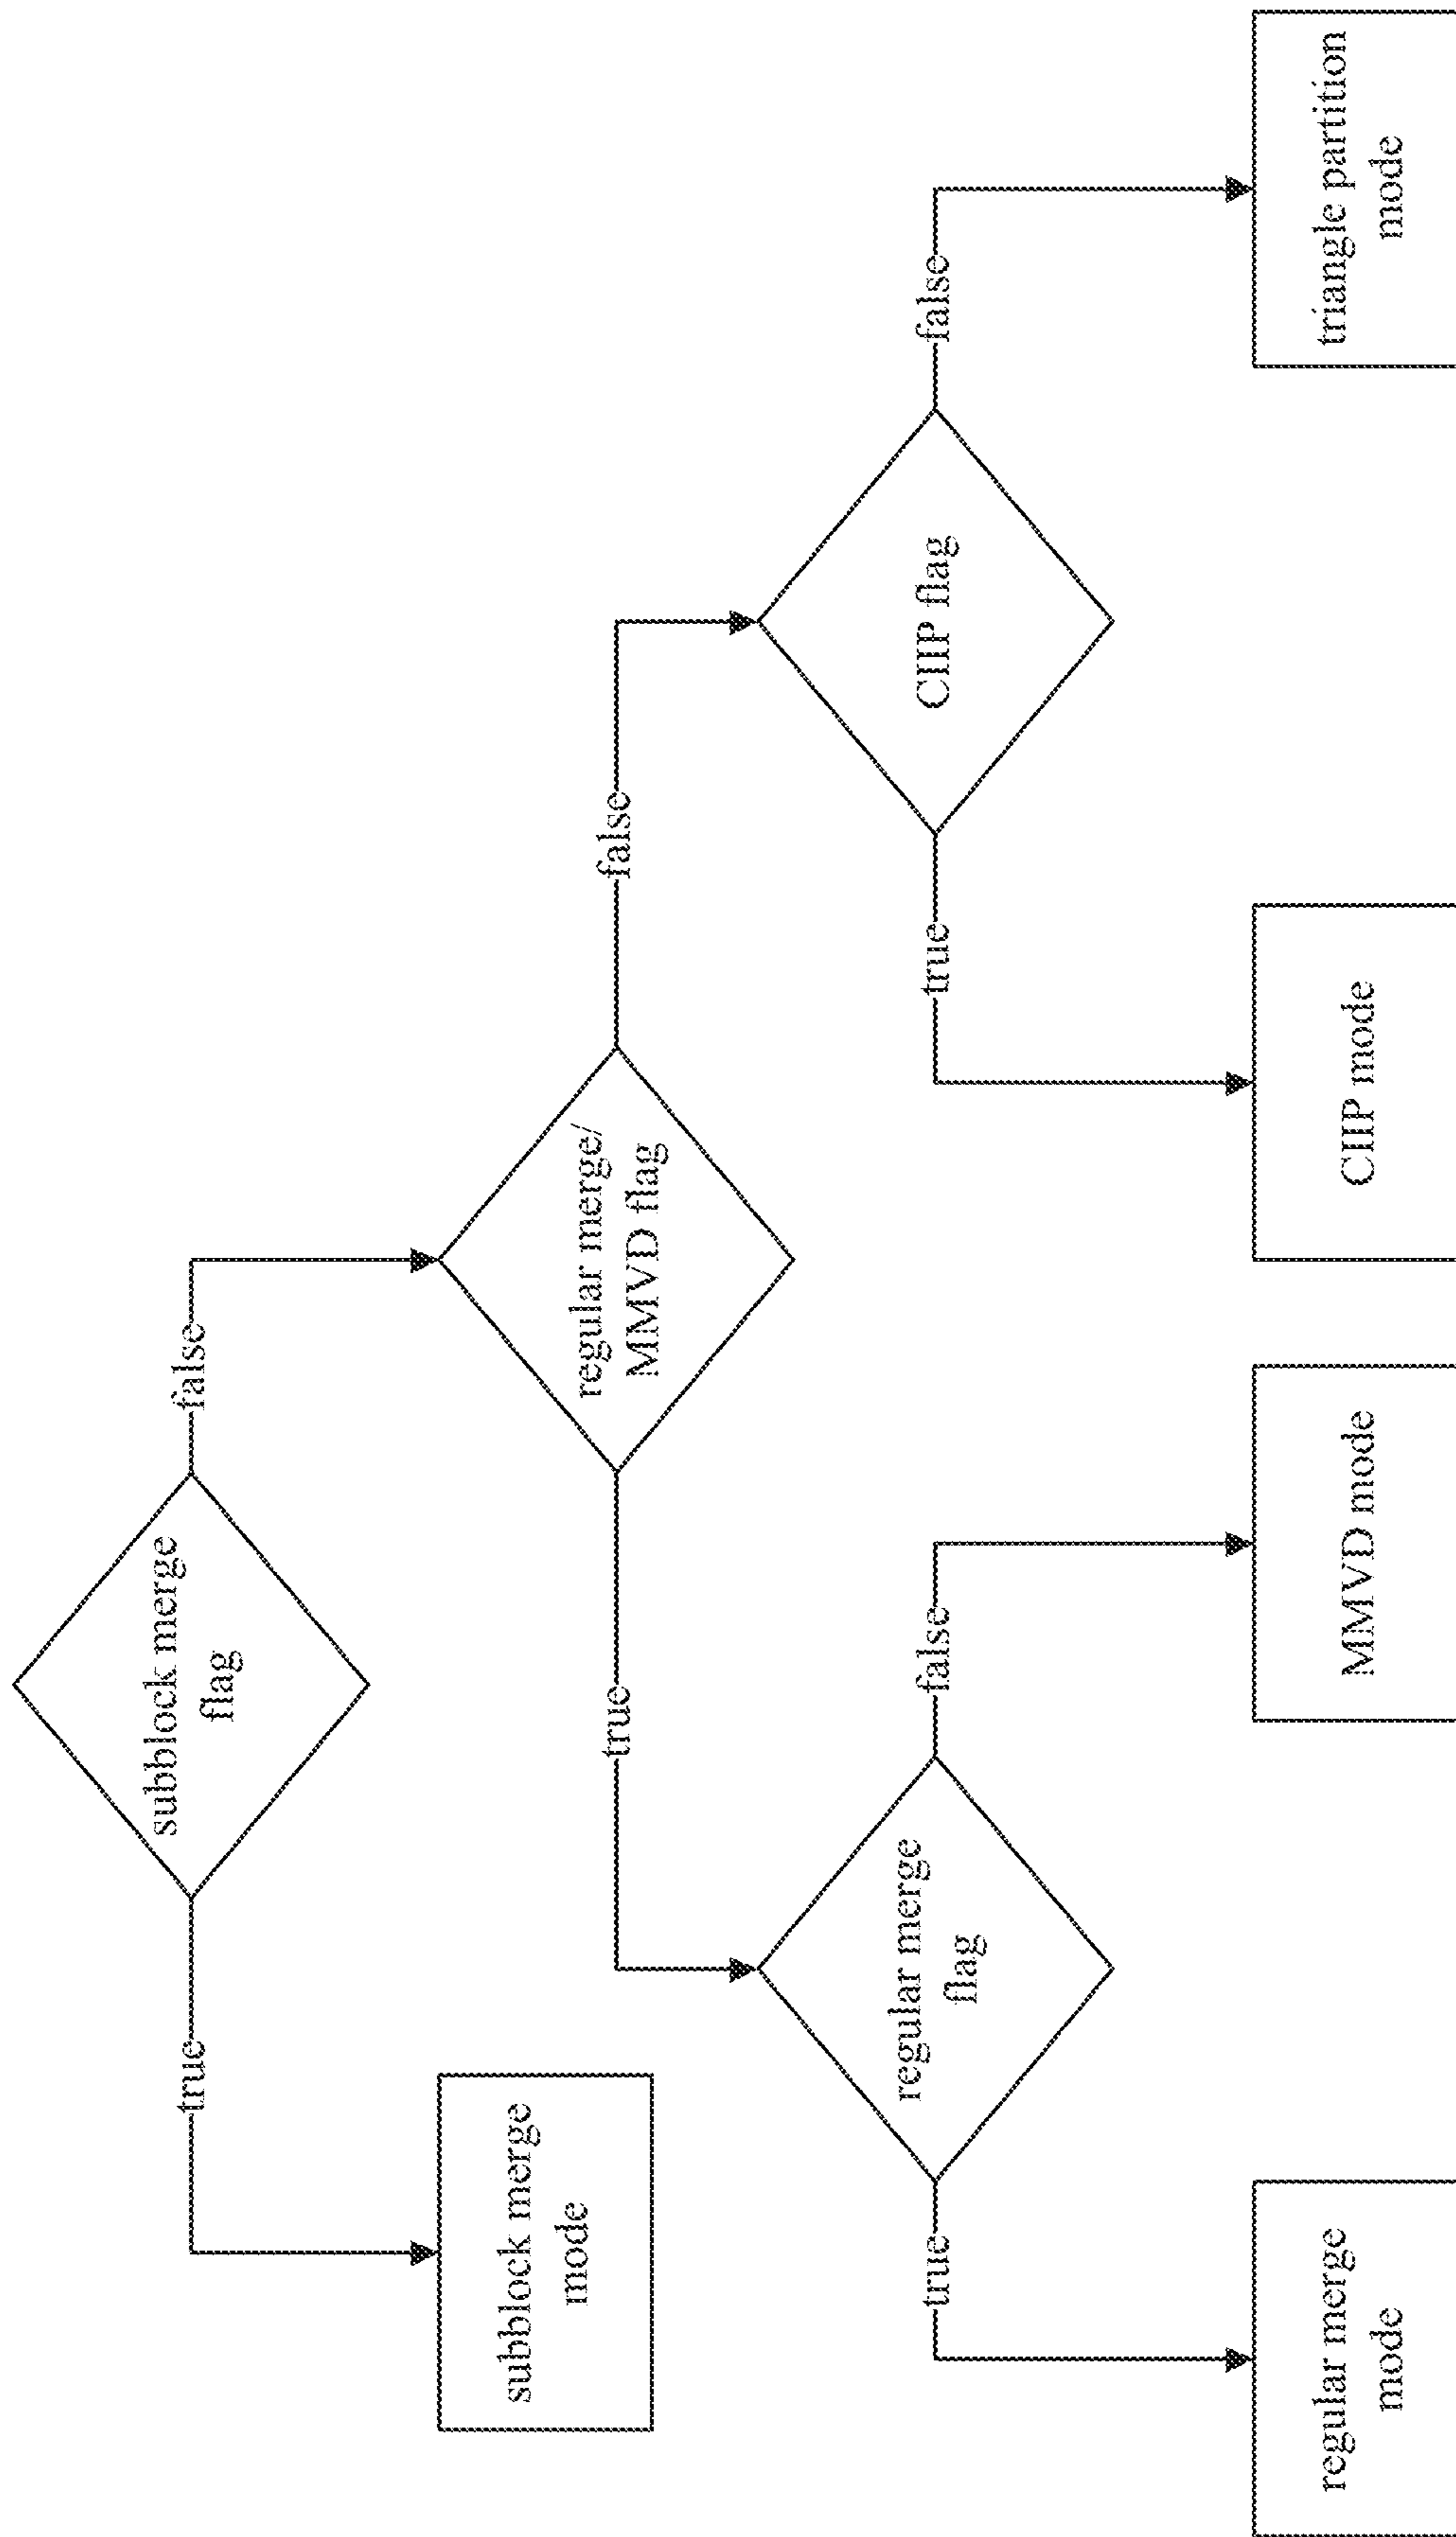 subblock merge
flag
true
false
subblock merge
mode
regular merge/
MMVD flag
true
false
regular merge
flag
CIIP flag
true
false
true
false
regular merge
mode
MMVD mode
CIIP mode
triangle partition
mode